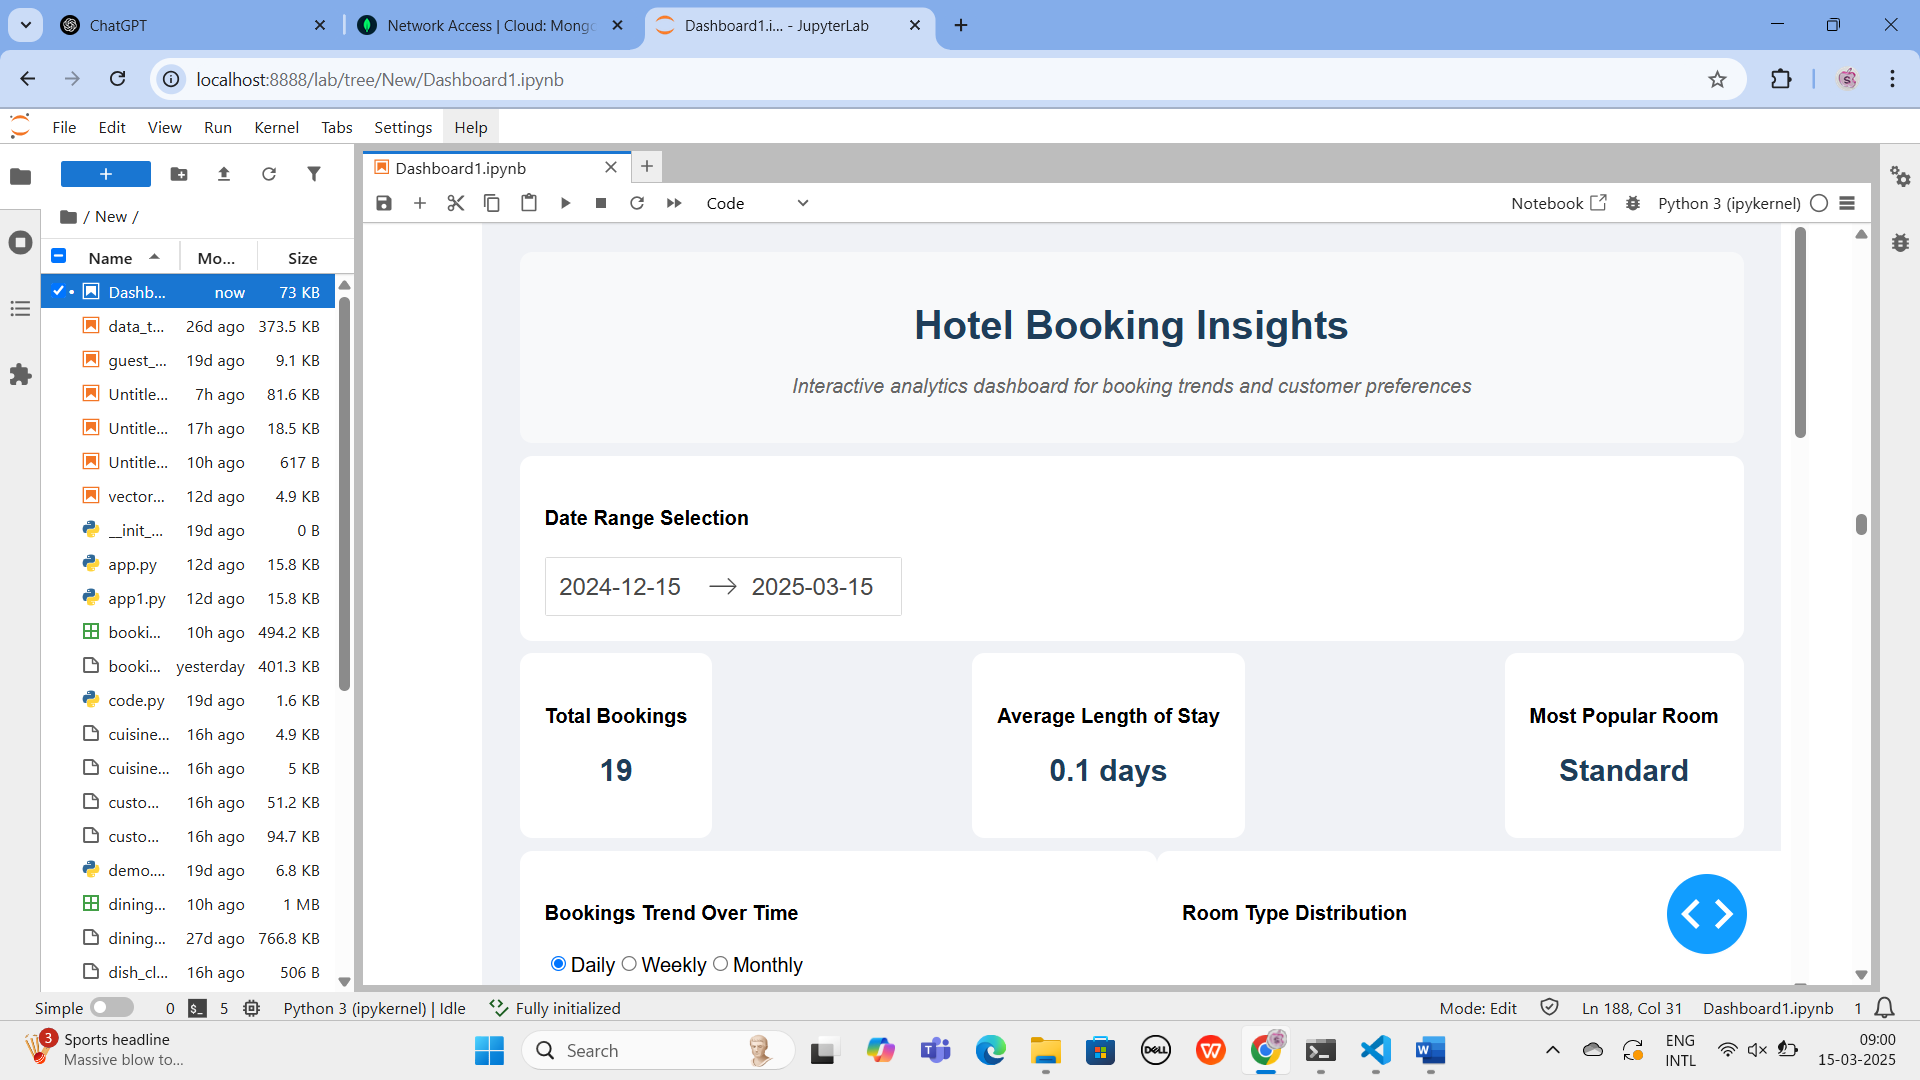 ChatGPT
Network Access | Cloud: Mong
Dashboard1.i... - JupyterLab
localhost:8888/lab/tree/New/Dashboard1.ipynb
File Edit View Run Kernel Tabs Settings Help
Dashboard1.ipynb
Code
Notebook
Python 3 (ipykernel)
/ New /
Name Mo... Size
Dashb... now 73 KB
data_t... 26d ago 373.5 KB
guest_... 19d ago 9.1 KB
Untitle... 7h ago 81.6 KB
Untitle... 17h ago 18.5 KB
Untitle... 10h ago 617 B
vector... 12d ago 4.9 KB
__init_... 19d ago 0 B
app.py 12d ago 15.8 KB
app1.py 12d ago 15.8 KB
booki... 10h ago 494.2 KB
booki... yesterday 401.3 KB
code.py 19d ago 1.6 KB
cuisine... 16h ago 4.9 KB
cuisine... 16h ago 5 KB
custo... 16h ago 51.2 KB
custo... 16h ago 94.7 KB
demo.... 19d ago 6.8 KB
dining... 10h ago 1 MB
dining... 27d ago 766.8 KB
dish_cl... 16h ago 506 B
Hotel Booking Insights
Interactive analytics dashboard for booking trends and customer preferences
Date Range Selection
2024-12-15 → 2025-03-15
Total Bookings
19
Average Length of Stay
0.1 days
Most Popular Room
Standard
Bookings Trend Over Time
Daily Weekly Monthly
Room Type Distribution
Simple 0 $_ 5 Python 3 (ipykernel) | Idle Fully initialized
Mode: Edit Ln 188, Col 31 Dashboard1.ipynb 1
3
Sports headline
Massive blow to...
Search
DELL
ENG
INTL
09:00
15-03-2025